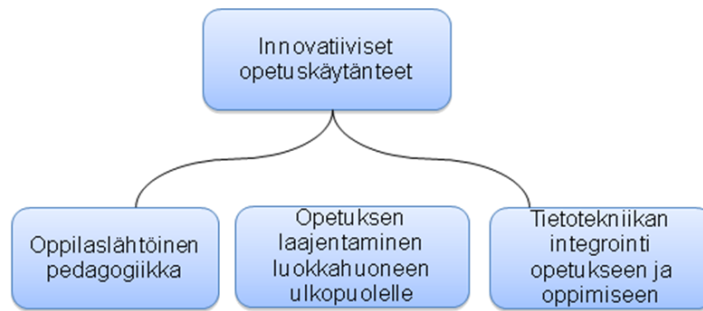 Innovatiiviset
opetuskäytänteet
Oppilaslähtöinen
pedagogiikka
Opetuksen
laajentaminen
luokkahuoneen
ulkopuolelle
Tietotekniikan
integrointi
opetukseen ja
oppimiseen